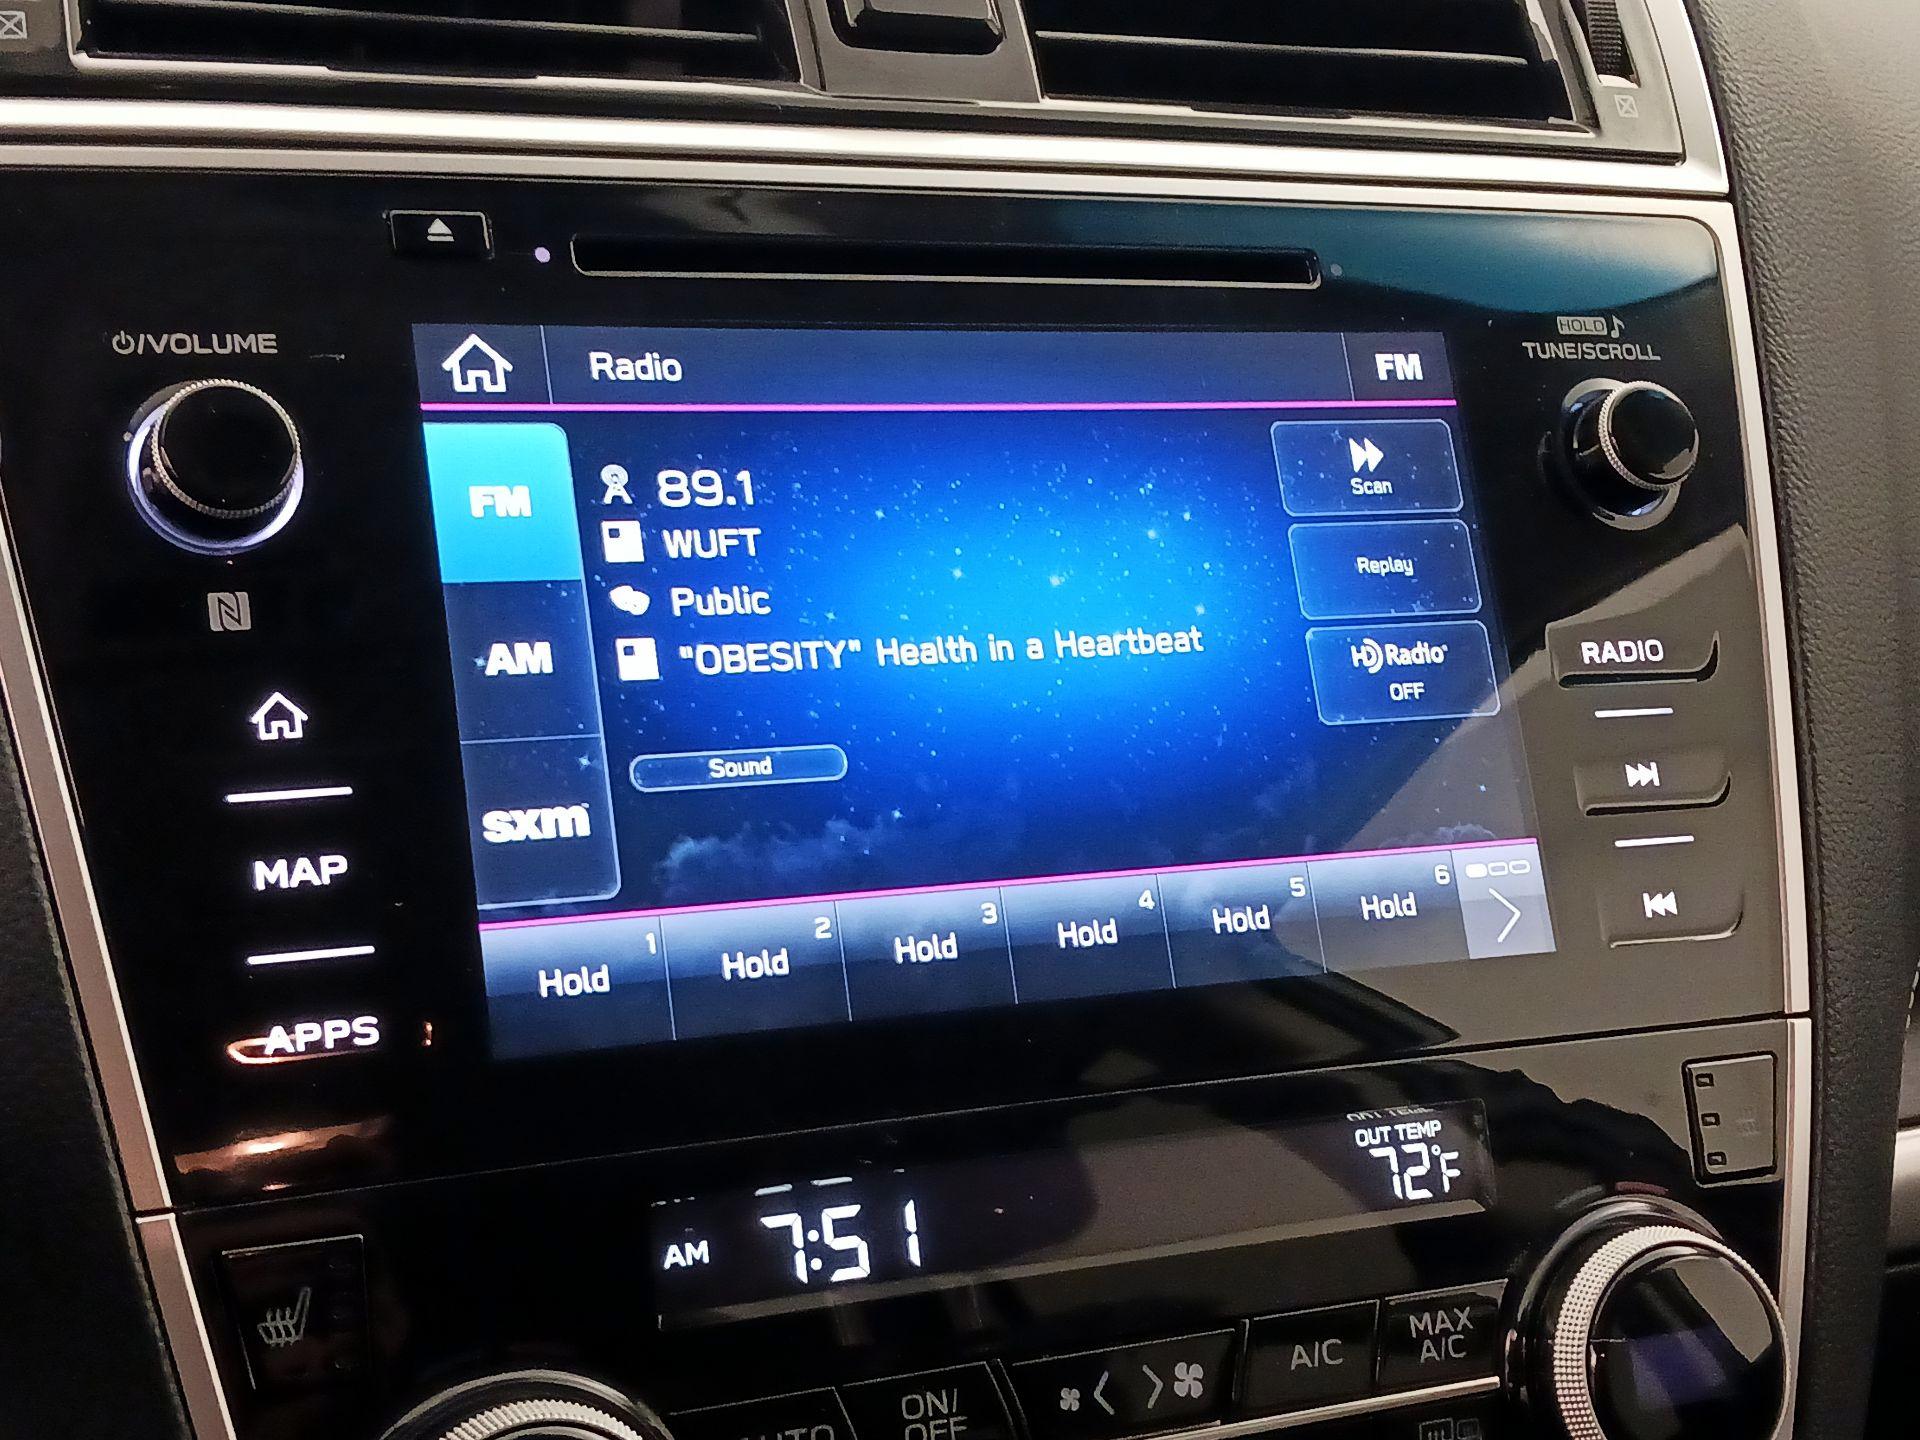 ⏻/VOLUME
HOLD ♪
TUNE/SCROLL
Radio
FM
FM
AM
sxm
89.1
WUFT
Public
"OBESITY" Health in a Heartbeat
Sound
Scan
Replay
HD Radio
OFF
N
MAP
APPS
RADIO
1
Hold
2
Hold
3
Hold
4
Hold
5
Hold
6
Hold
OUT TEMP
72°F
AM 7:51
AUTO
ON/
OFF
A/C
MAX
A/C